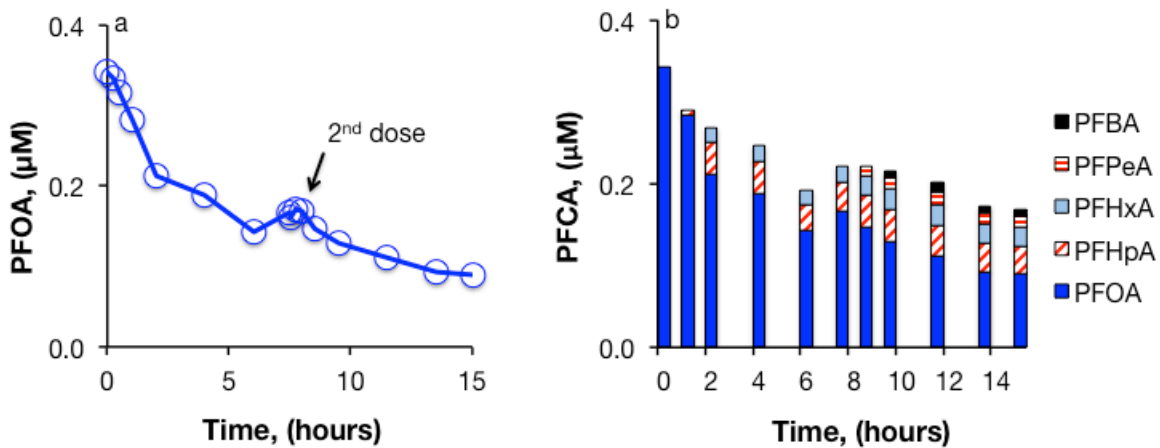 a
0.4
0.2
0.0
PFOA, (µM)
2nd dose
0 5 10 15
Time, (hours)
b
0.4
0.2
0.0
PFCA, (µM)
0 2 4 6 8 10 12 14
Time, (hours)
PFBA
PFPeA
PFHxA
PFHpA
PFOA